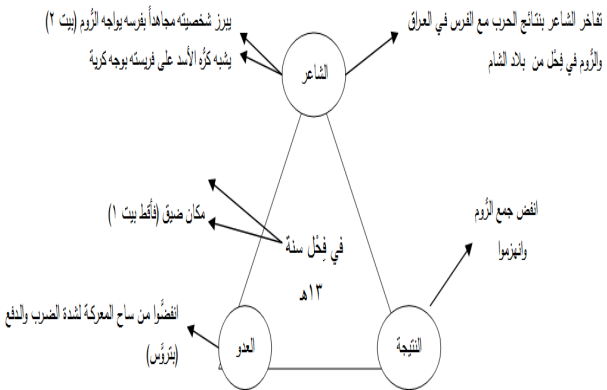 تفاخر الشاعر بنتائج الحرب مع الفرس في العراق
والرُّوم في فِحْل من بلاد الشام
يبرز شخصيته مجاهداً بفرسه يواجه الرُّوم (بيت ٢)
يشبه كرُّه الأسد على فريسته بوجه كرية
الشاعر
مكان ضيق (فأقط بيت ١)
في فِحْل سنة
١٣هـ
انفض جمع الرُّوم
وانهزموا
انفضُّوا من ساح المعركة لشدة الضرب والدفع
(بتروَّس)
العدو
النتيجة